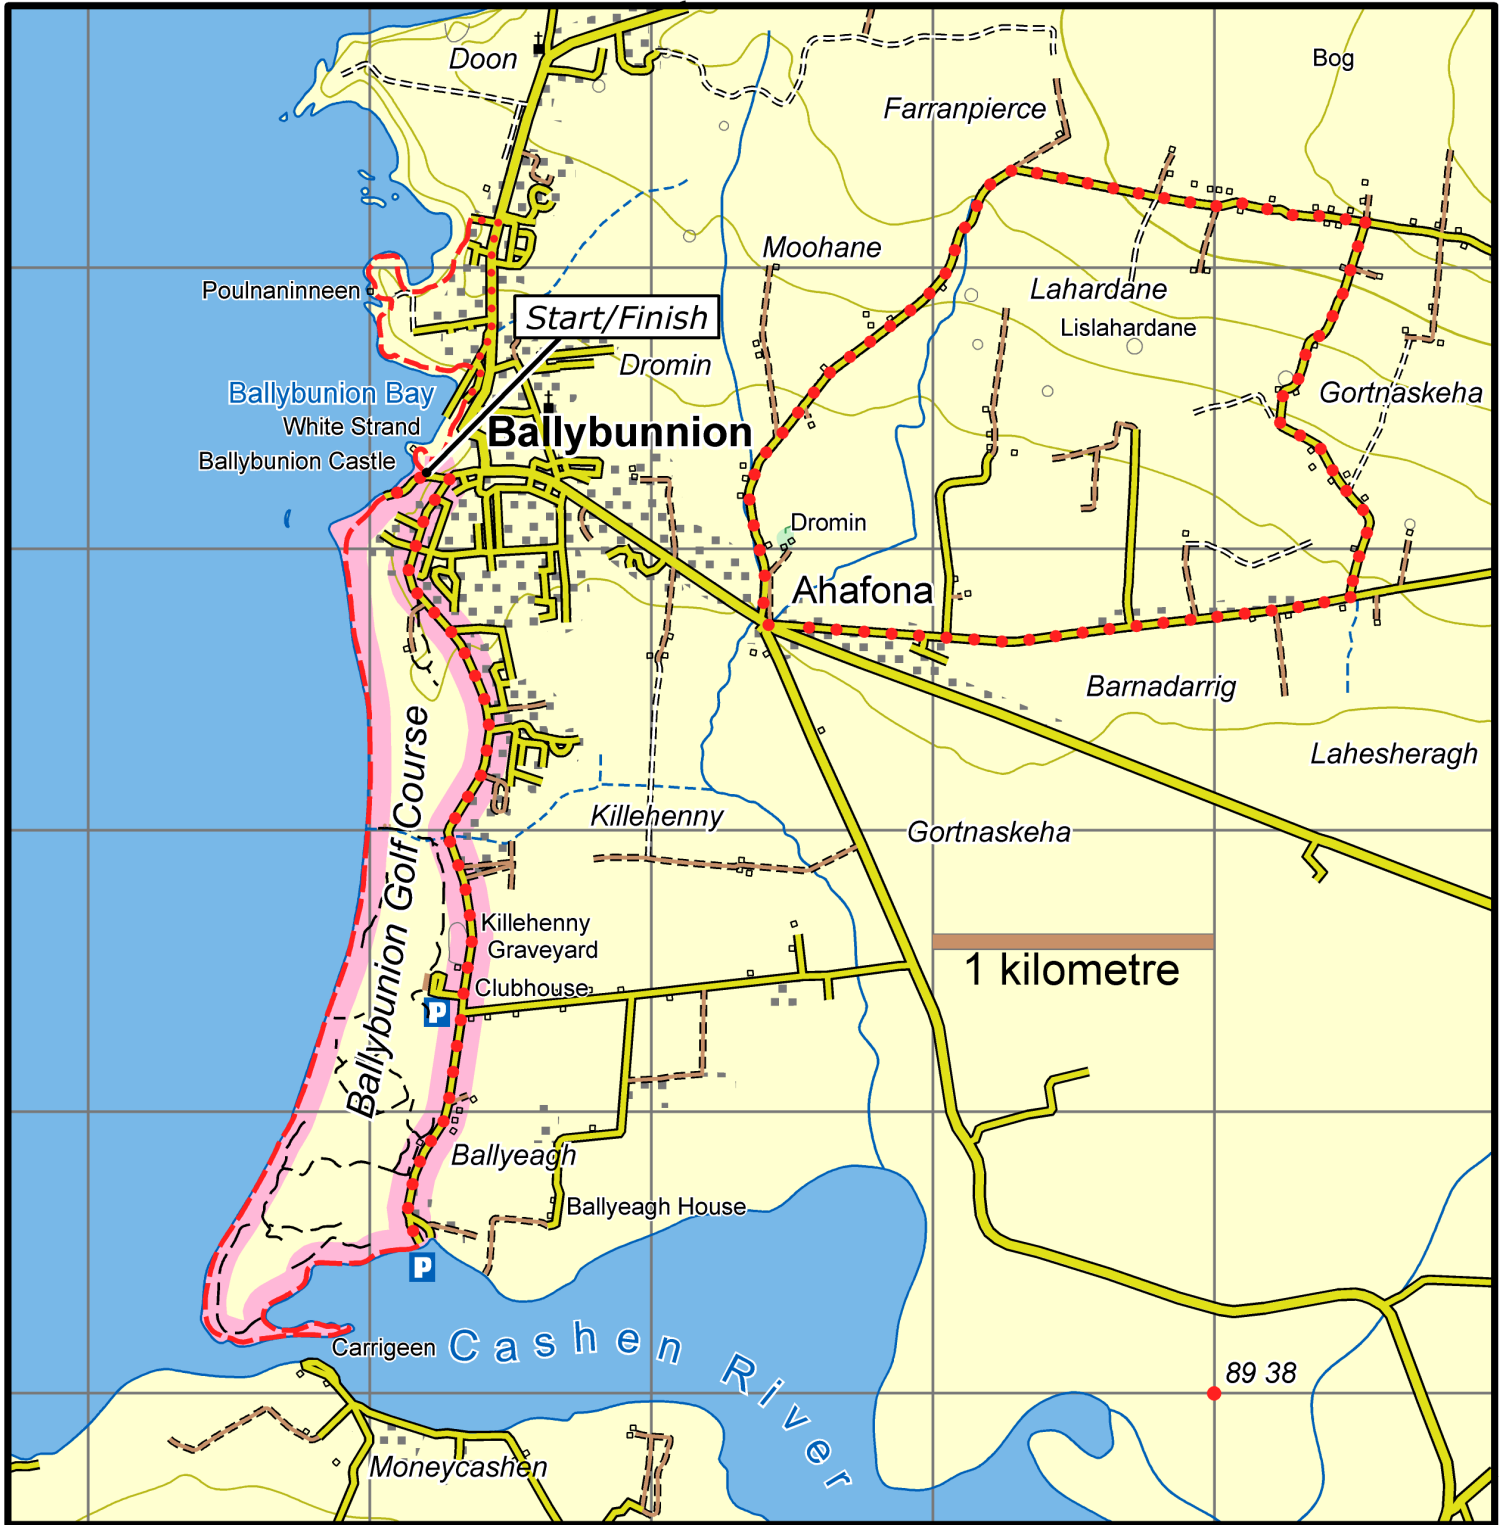 Doon
Bog
Farranpierce
Moohane
Poulnaninneen
Lahardane
Start/Finish
Lislahardane
Dromin
Ballybunion Bay
Gortnaskeha
White Strand
Ballybunnion
Ballybunion Castle
Dromin
Ahafona
Barnadarrig
Lahesheragh
Ballybunion Golf Course
Killehenny
Gortnaskeha
Killehenny
Graveyard
1 kilometre
Clubhouse
P
Ballyeagh
Ballyeagh House
P
Carrigeen
Cashen River
89 38
Moneycashen